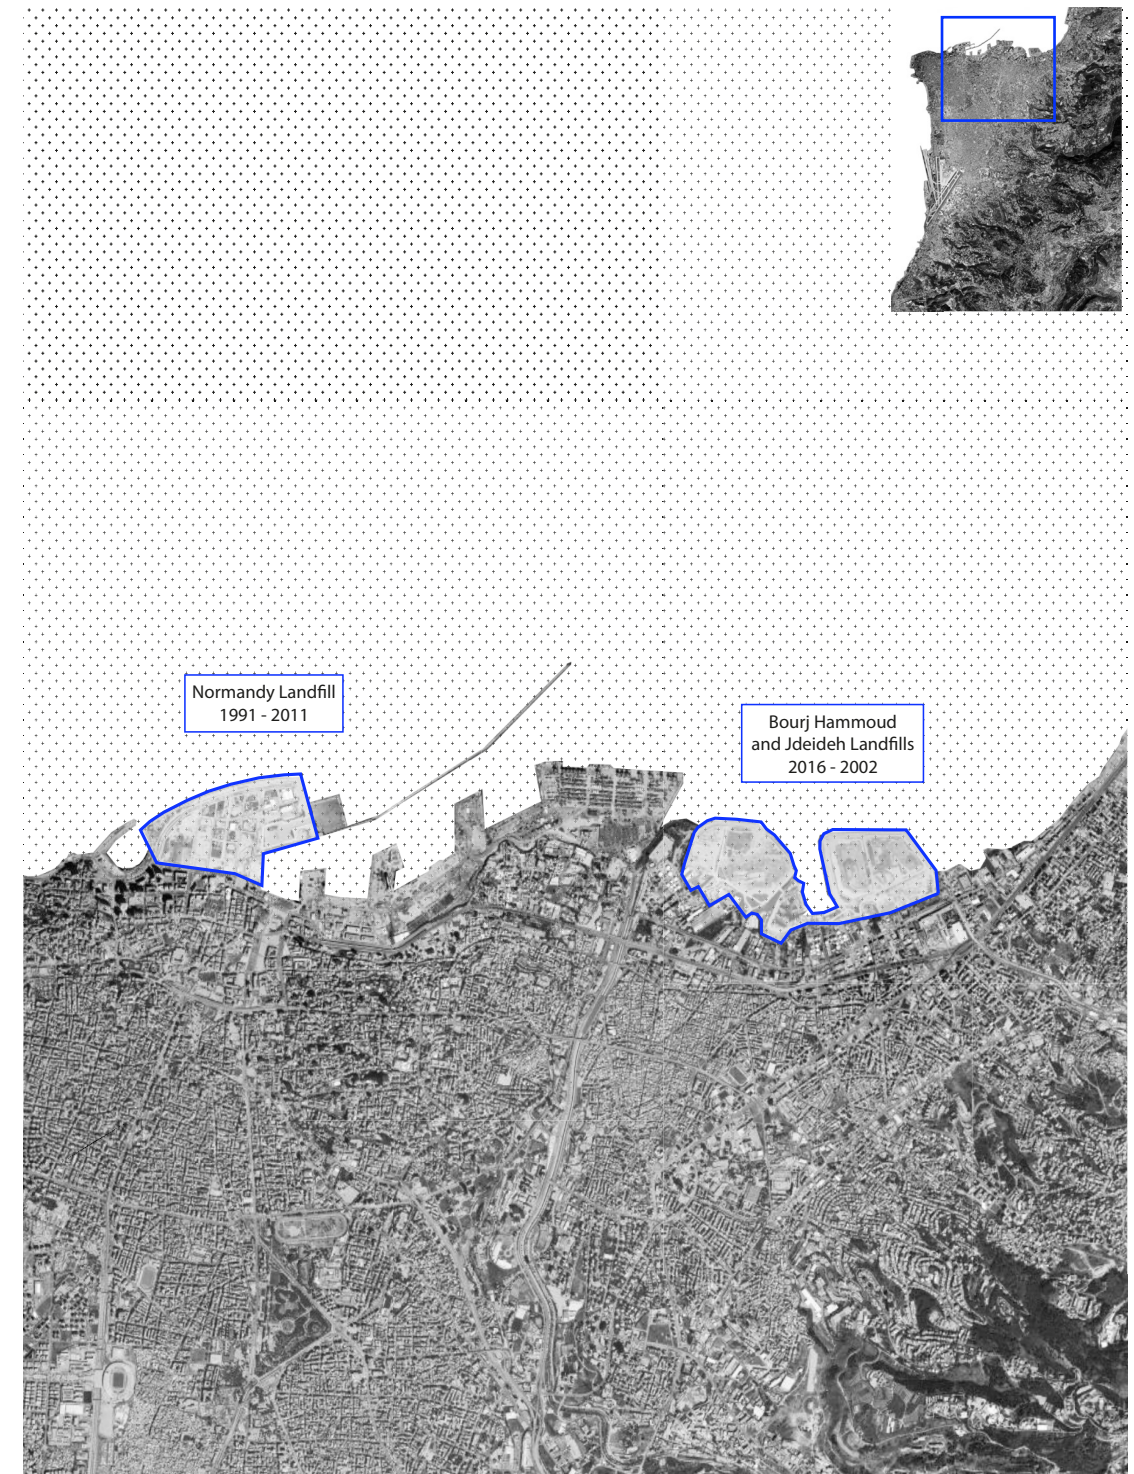 Normandy Landfill
1991 - 2011
Bourj Hammoud
and Jdeideh Landfills
2016 - 2002